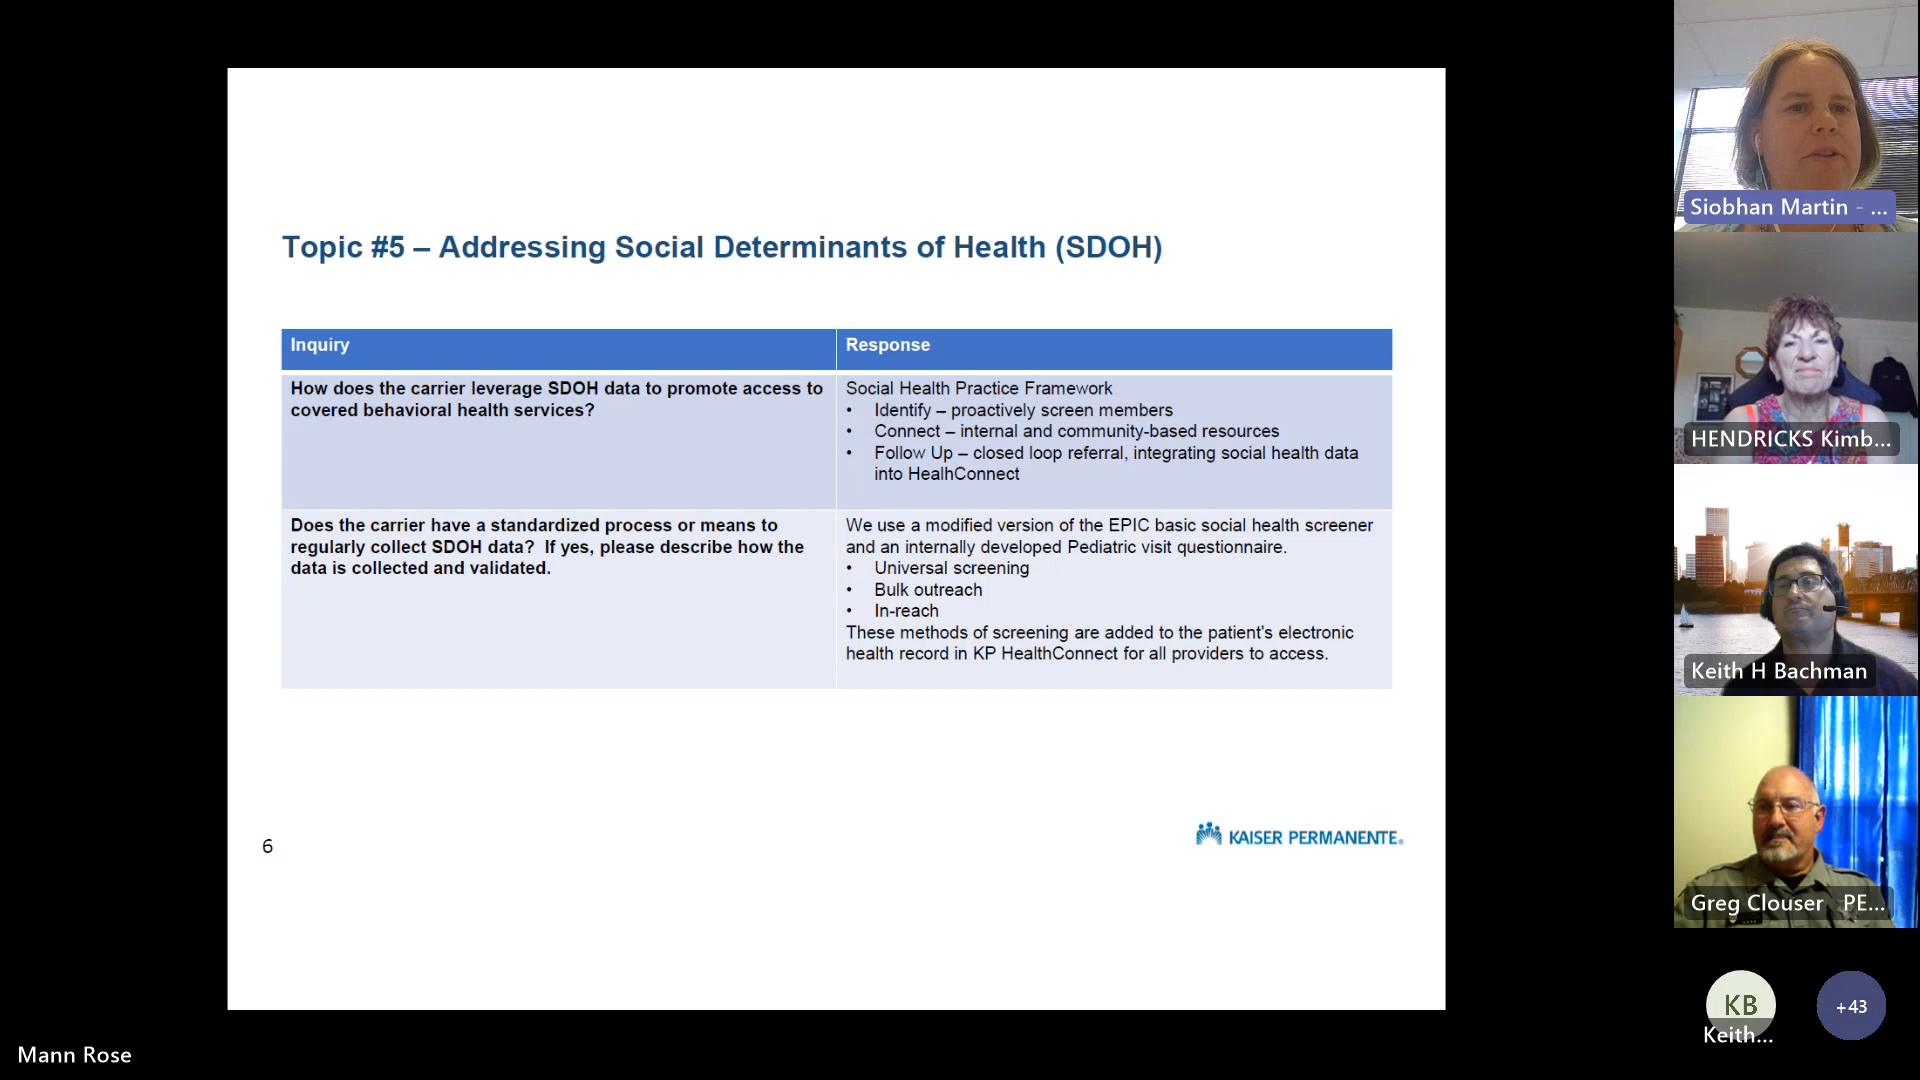 Topic #5 – Addressing Social Determinants of Health (SDOH)
Inquiry
Response
How does the carrier leverage SDOH data to promote access to
covered behavioral health services?
Social Health Practice Framework
• Identify – proactively screen members
• Connect – internal and community-based resources
• Follow Up – closed loop referral, integrating social health data
into HealhConnect
Does the carrier have a standardized process or means to
regularly collect SDOH data? If yes, please describe how the
data is collected and validated.
We use a modified version of the EPIC basic social health screener
and an internally developed Pediatric visit questionnaire.
• Universal screening
• Bulk outreach
• In-reach
These methods of screening are added to the patient's electronic
health record in KP HealthConnect for all providers to access.
6
KAISER PERMANENTE®
Siobhan Martin - ...
HENDRICKS Kimb...
Keith H Bachman
Greg Clouser PE...
KB
Keith...
+43
Mann Rose